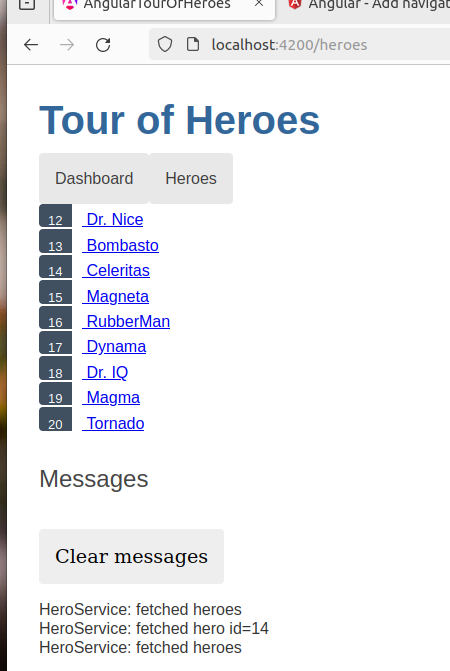 AngularTourOfHeroes
Angular - Add navigat
localhost:4200/heroes
Tour of Heroes
Dashboard Heroes
12 Dr. Nice
13 Bombasto
14 Celeritas
15 Magneta
16 RubberMan
17 Dynama
18 Dr. IQ
19 Magma
20 Tornado
Messages
Clear messages
HeroService: fetched heroes
HeroService: fetched hero id=14
HeroService: fetched heroes